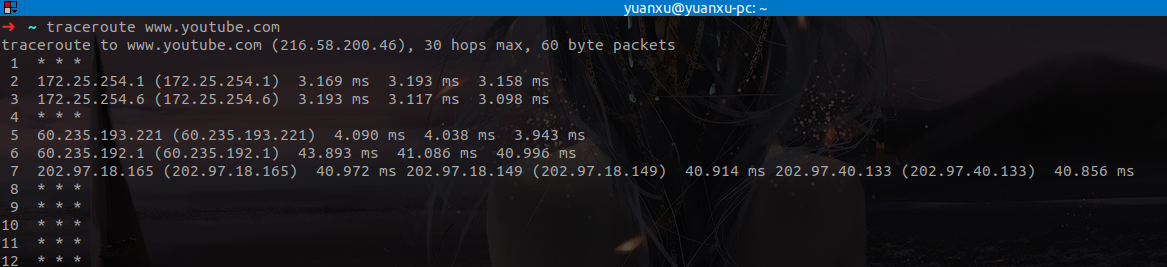 yuanxu@yuanxu-pc: ~
➜ ~ traceroute www.youtube.com
traceroute to www.youtube.com (216.58.200.46), 30 hops max, 60 byte packets
1 * * *
2 172.25.254.1 (172.25.254.1) 3.169 ms 3.193 ms 3.158 ms
3 172.25.254.6 (172.25.254.6) 3.193 ms 3.117 ms 3.098 ms
4 * * *
5 60.235.193.221 (60.235.193.221) 4.090 ms 4.038 ms 3.943 ms
6 60.235.192.1 (60.235.192.1) 43.893 ms 41.086 ms 40.996 ms
7 202.97.18.165 (202.97.18.165) 40.972 ms 202.97.18.149 (202.97.18.149) 40.914 ms 202.97.40.133 (202.97.40.133) 40.856 ms
8 * * *
9 * * *
10 * * *
11 * * *
12 * * *